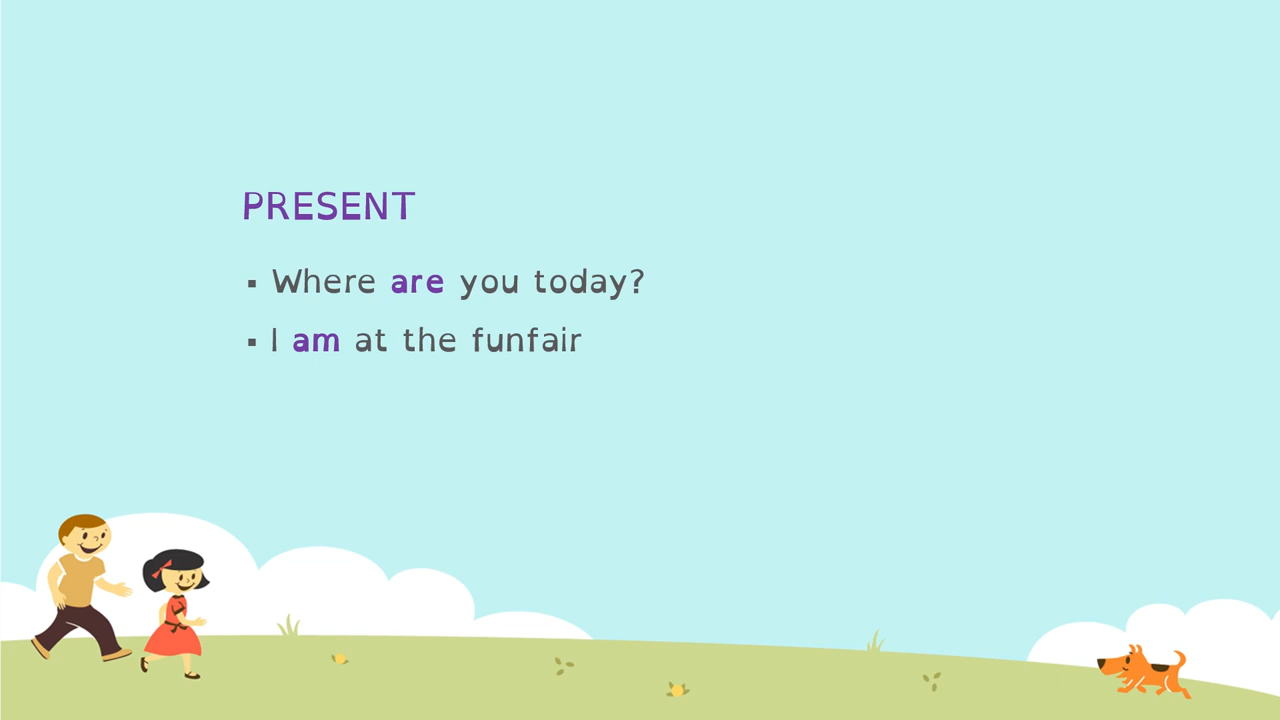 PRESENT
▪ Where are you today?
▪ I am at the funfair